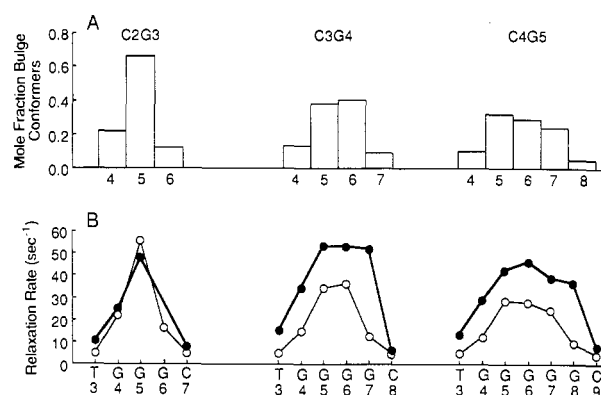 A
C2G3
C3G4
C4G5
Mole Fraction Bulge
Conformers
0.8
0.6
0.4
0.2
0.0
4 5 6
4 5 6 7
4 5 6 7 8
B
Relaxation Rate (sec⁻¹)
60
50
40
30
20
10
0
T G G G C
3 4 5 6 7
T G G G G C
3 4 5 6 7 8
T G G G G G C
3 4 5 6 7 8 9